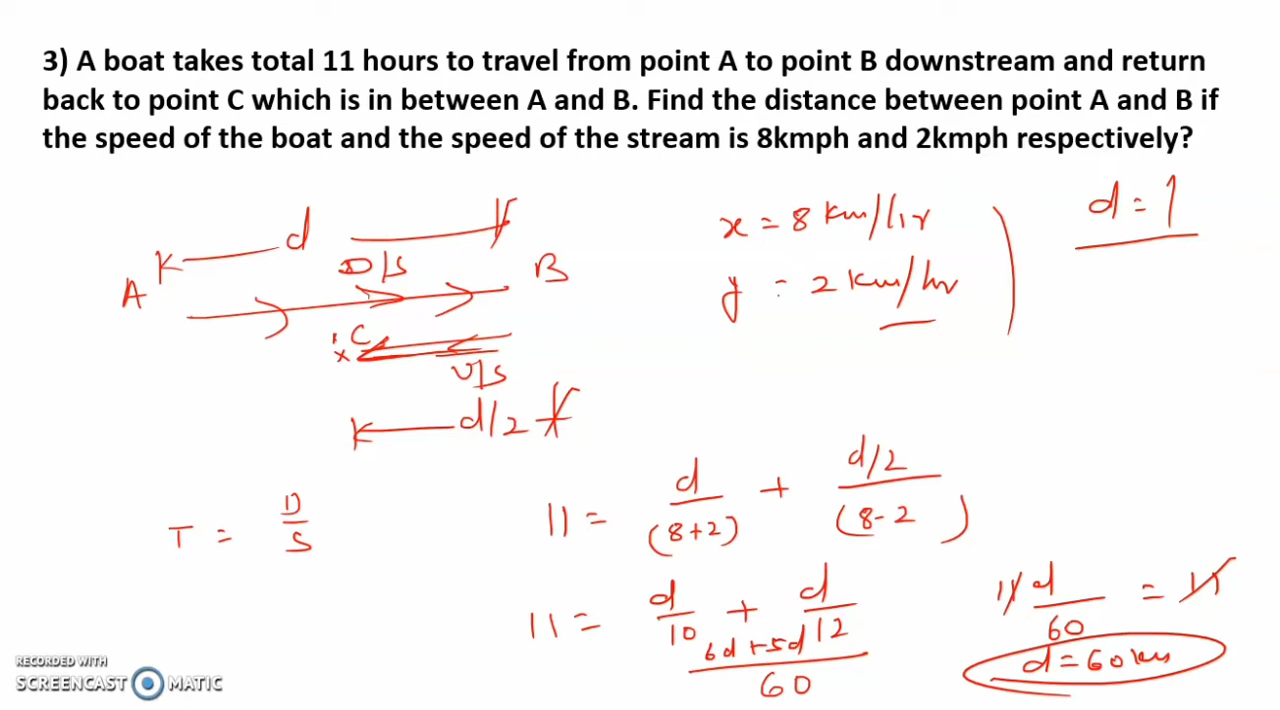 3) A boat takes total 11 hours to travel from point A to point B downstream and return
back to point C which is in between A and B. Find the distance between point A and B if
the speed of the boat and the speed of the stream is 8kmph and 2kmph respectively?
d = ?
x = 8 km/hr
y = 2 km/hr
d
D/s
A
B
C
U/s
d/2
T = D/S
11 = d/(8+2) + d/2/(8-2)
11 = d/10 + d/12
6d+5d/60
11d/60 = 11
d = 60 km
RECORDED WITH
SCREENCAST MATIC